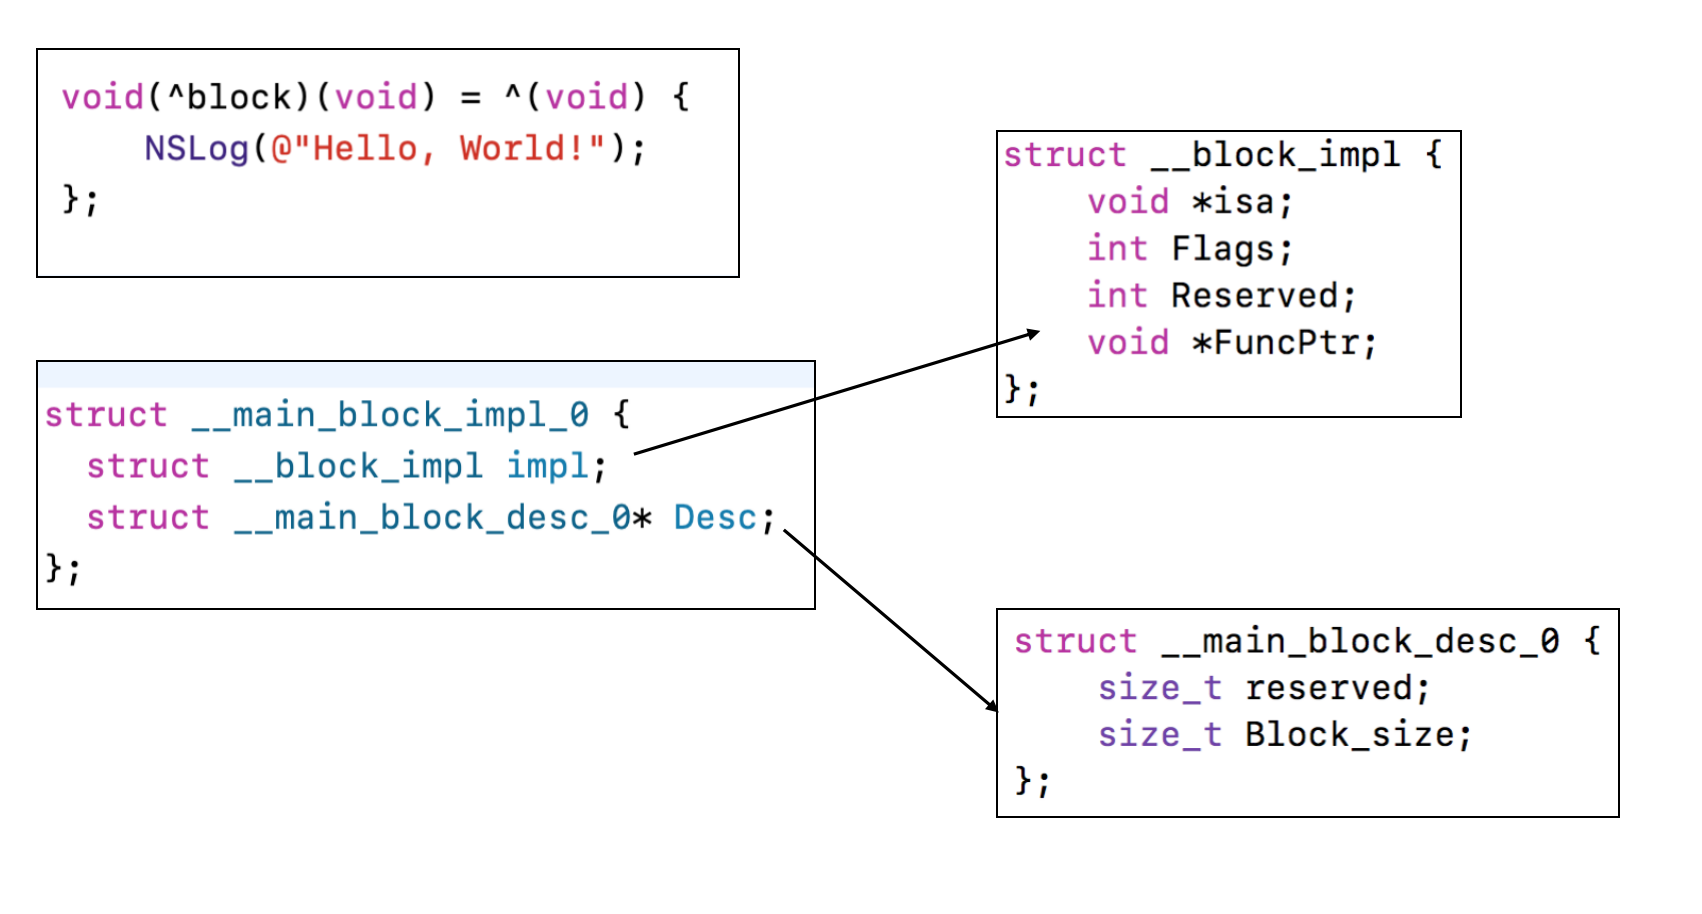 void(^block)(void) = ^(void) {
    NSLog(@"Hello, World!");
};
struct __main_block_impl_0 {
  struct __block_impl impl;
  struct __main_block_desc_0* Desc;
};
struct __block_impl {
    void *isa;
    int Flags;
    int Reserved;
    void *FuncPtr;
};
struct __main_block_desc_0 {
    size_t reserved;
    size_t Block_size;
};